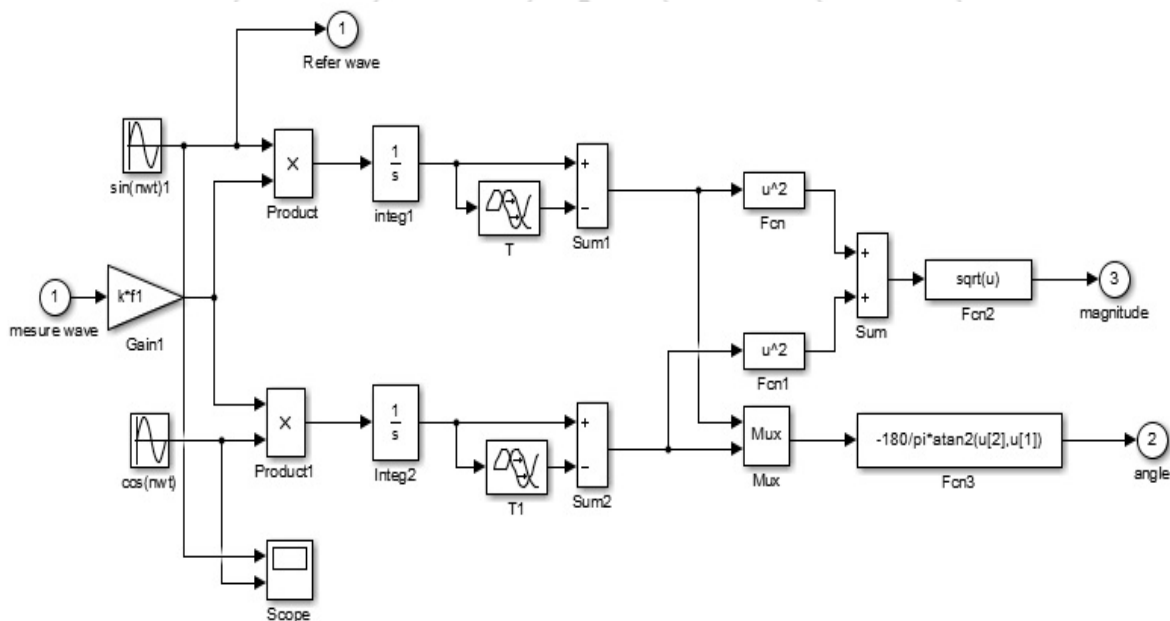 1
Refer wave
sin(nwt)1
×
Product
1
s
integ1
T
+
−
Sum1
u^2
Fcn
1
mesure wave
k*f1
Gain1
+
+
Sum
sqrt(u)
Fcn2
3
magnitude
u^2
Fcn1
cos(nwt)
×
Product1
1
s
Integ2
T1
+
−
Sum2
Mux
Mux
-180/pi*atan2(u[2],u[1])
Fcn3
2
angle
Scope